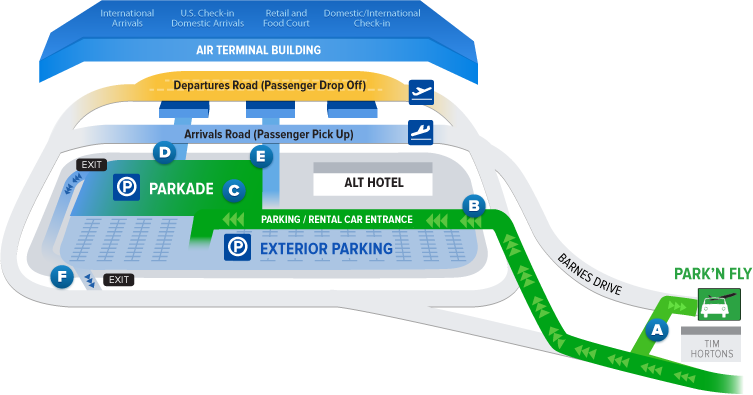 International
Arrivals
U.S. Check-in
Domestic Arrivals
Retail and
Food Court
Domestic/International
Check-in
AIR TERMINAL BUILDING
Departures Road (Passenger Drop Off)
Arrivals Road (Passenger Pick Up)
D
E
EXIT
P
PARKADE
C
ALT HOTEL
B
PARKING / RENTAL CAR ENTRANCE
P
EXTERIOR PARKING
F
EXIT
BARNES DRIVE
PARK'N FLY
A
TIM
HORTONS